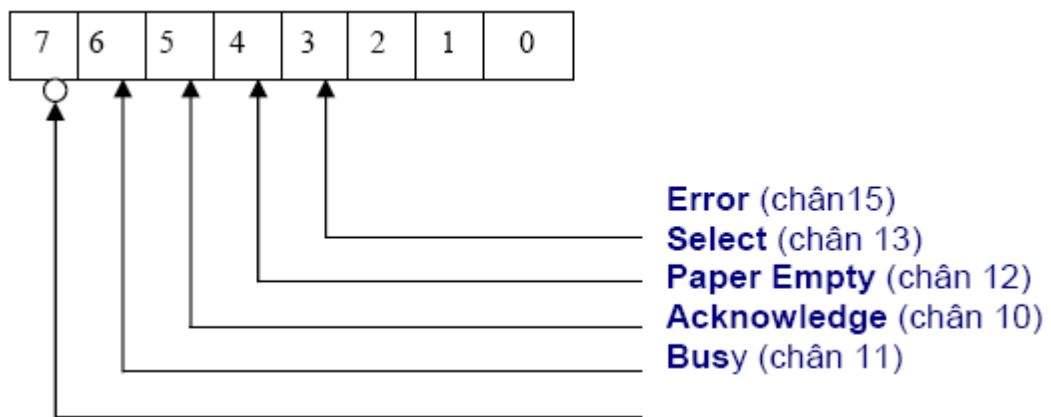 7 6 5 4 3 2 1 0
Error (chân15)
Select (chân 13)
Paper Empty (chân 12)
Acknowledge (chân 10)
Busy (chân 11)